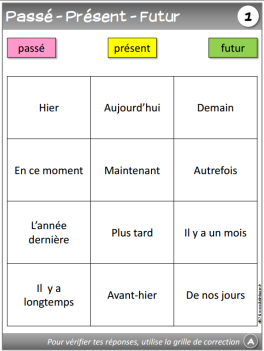 Passé - Présent - Futur
1
passé
présent
futur
Hier
Aujourd'hui
Demain
En ce moment
Maintenant
Autrefois
L'année
dernière
Plus tard
Il y a un mois
Il y a
longtemps
Avant-hier
De nos jours
Pour vérifier tes réponses, utilise la grille de correction
A